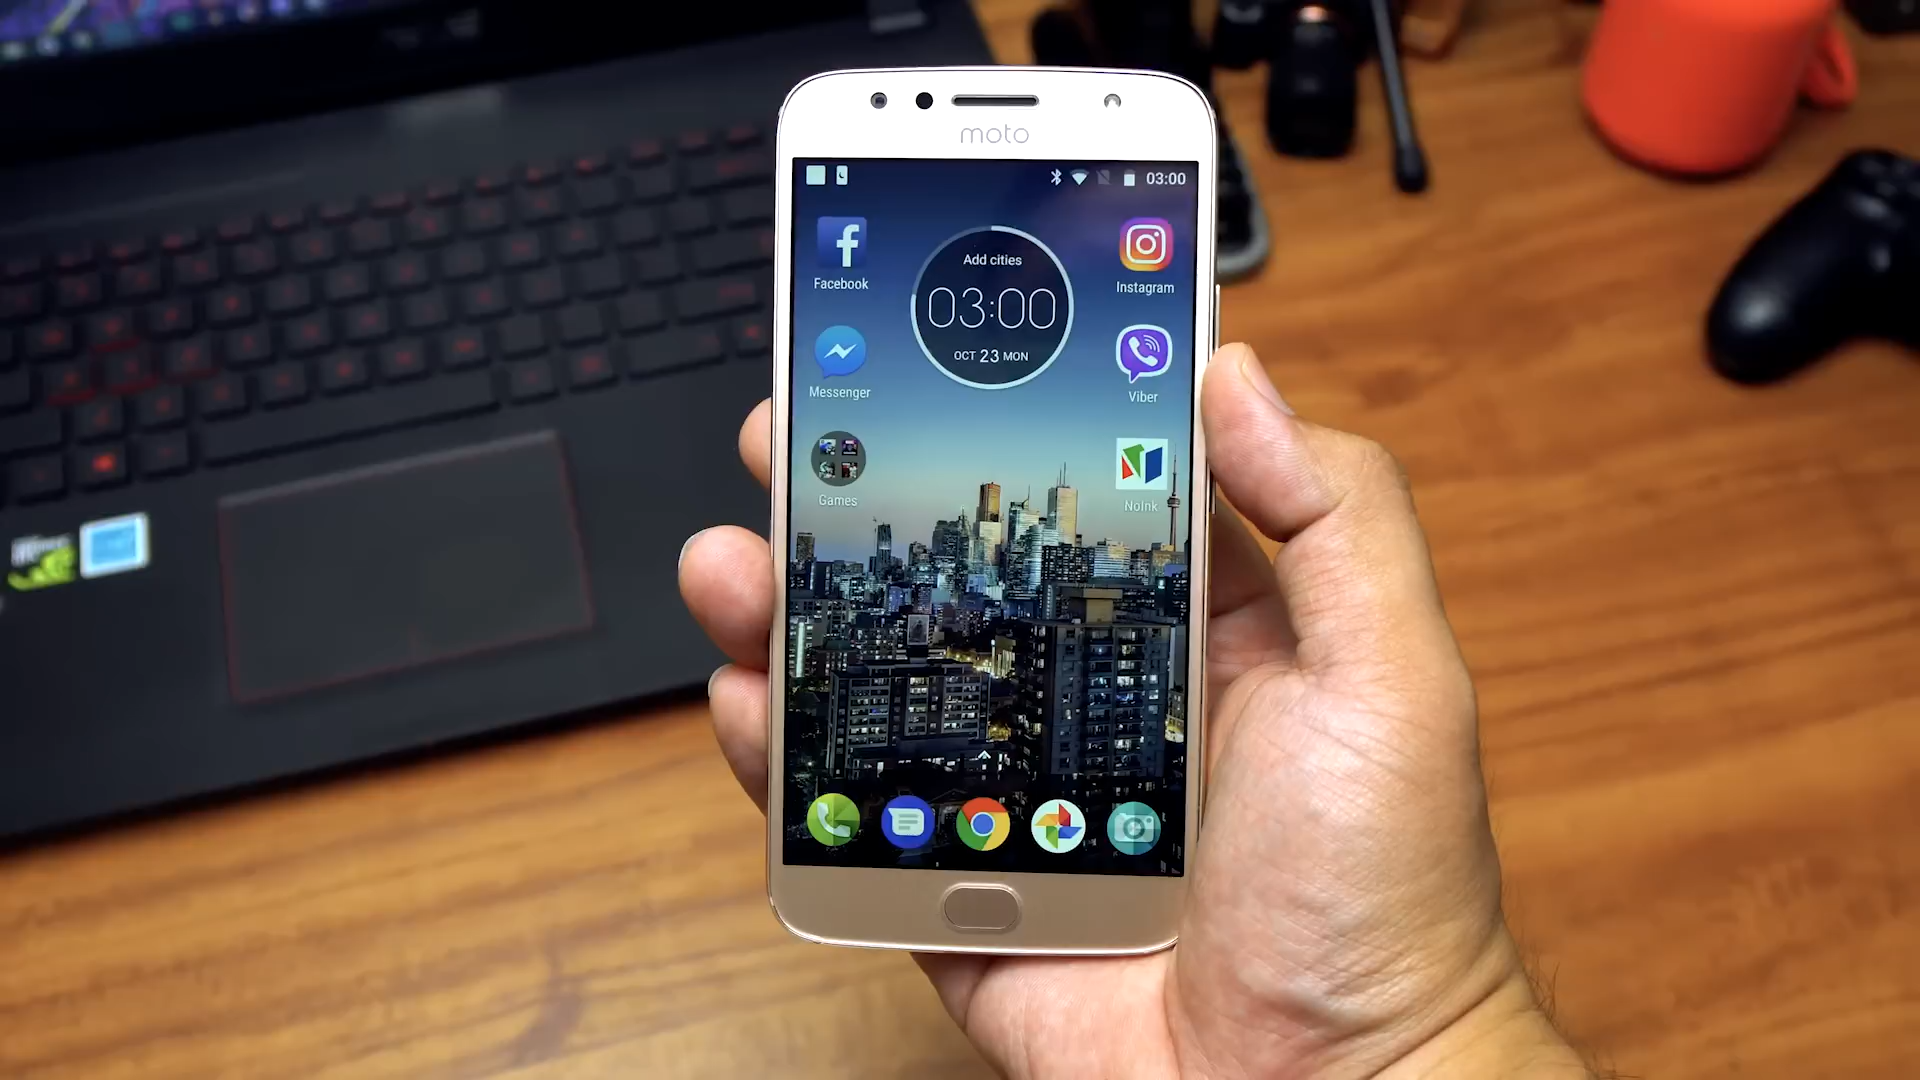 moto
03:00
Facebook
Add cities
03:00
OCT 23 MON
Instagram
Messenger
Viber
Games
NoInk